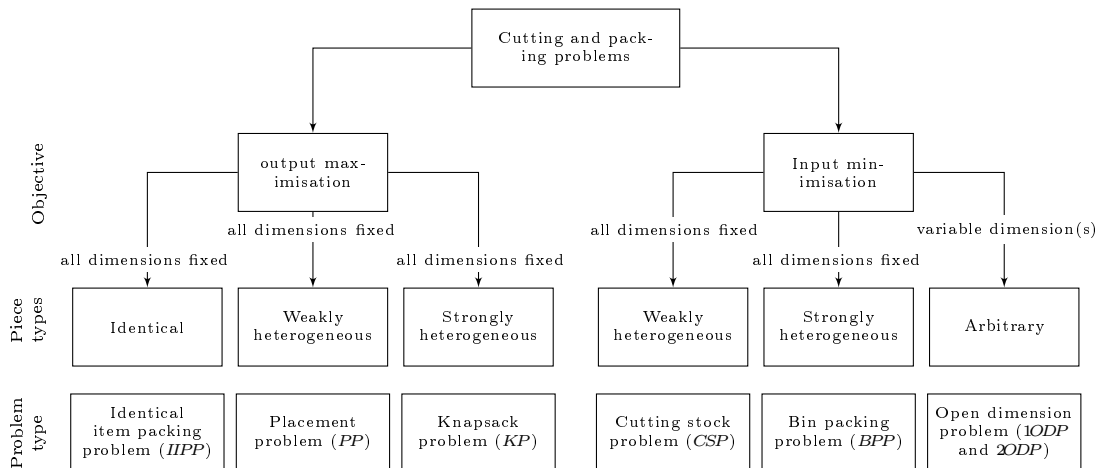 Cutting and pack-
ing problems
Objective
output max-
imisation
Input min-
imisation
all dimensions fixed
all dimensions fixed
all dimensions fixed
all dimensions fixed
all dimensions fixed
variable dimension(s)
Piece
types
Identical
Weakly
heterogeneous
Strongly
heterogeneous
Weakly
heterogeneous
Strongly
heterogeneous
Arbitrary
Problem
type
Identical
item packing
problem (IIPP)
Placement
problem (PP)
Knapsack
problem (KP)
Cutting stock
problem (CSP)
Bin packing
problem (BPP)
Open dimension
problem (1ODP
and 2ODP)